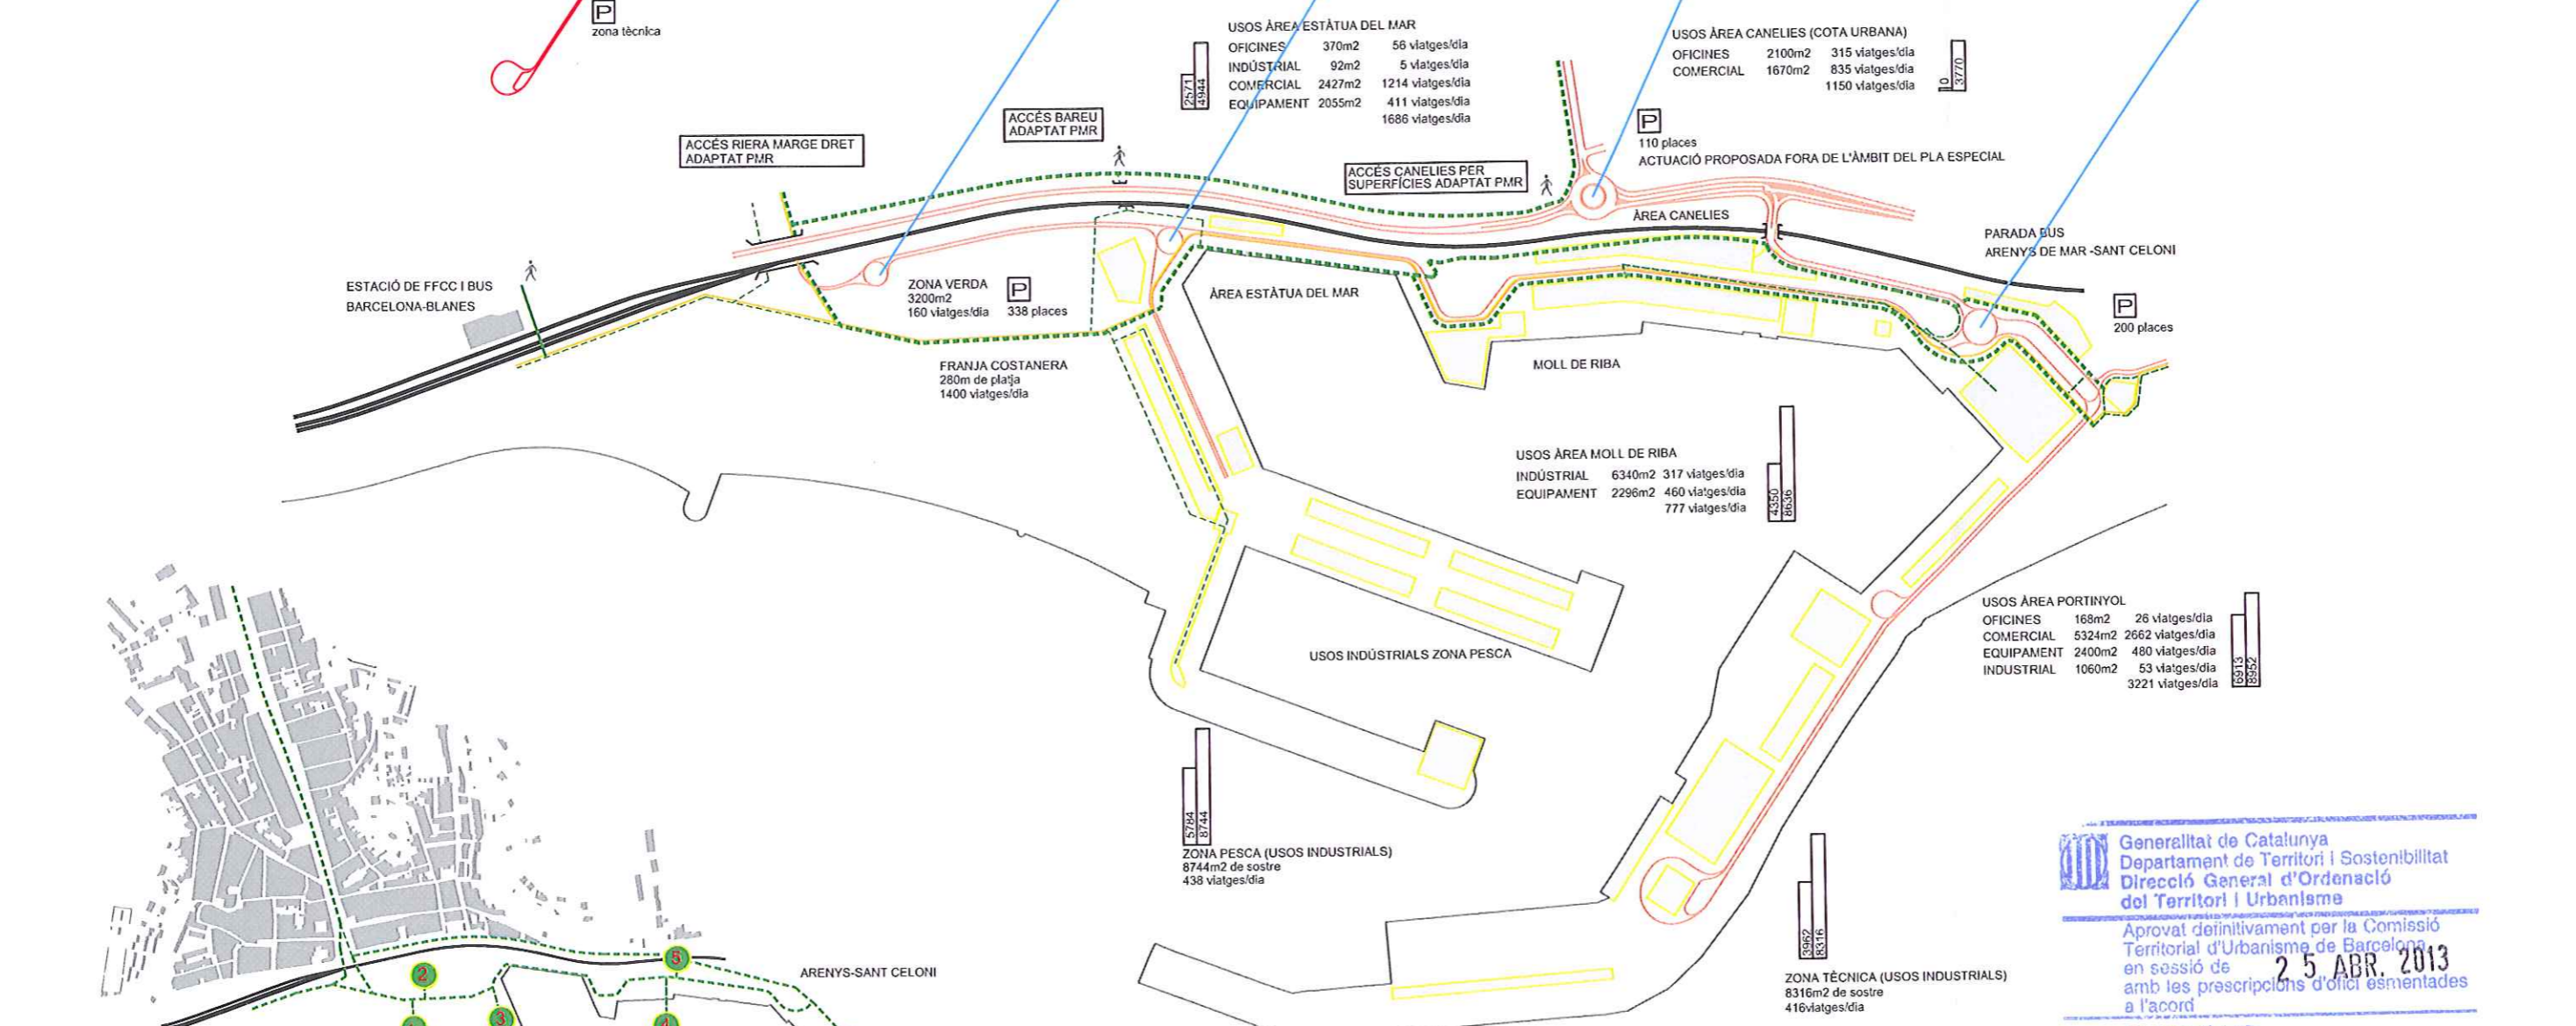 P
zona tècnica
USOS ÀREA ESTÀTUA DEL MAR
OFICINES 370m2 56 viatges/dia
INDÚSTRIAL 92m2 5 viatges/dia
COMERCIAL 2427m2 1214 viatges/dia
EQUIPAMENT 2055m2 411 viatges/dia
1686 viatges/dia
2571
4944
USOS ÀREA CANELIES (COTA URBANA)
OFICINES 2100m2 315 viatges/dia
COMERCIAL 1670m2 835 viatges/dia
1150 viatges/dia
0
3770
ACCÉS BAREU
ADAPTAT PMR
ACCÉS RIERA MARGE DRET
ADAPTAT PMR
P
110 places
ACTUACIÓ PROPOSADA FORA DE L'ÀMBIT DEL PLA ESPECIAL
ACCÉS CANELIES PER
SUPERFÍCIES ADAPTAT PMR
ÀREA CANELIES
PARADA BUS
ARENYS DE MAR -SANT CELONI
ESTACIÓ DE FFCC I BUS
BARCELONA-BLANES
ZONA VERDA
3200m2
160 viatges/dia
P
338 places
ÀREA ESTÀTUA DEL MAR
P
200 places
FRANJA COSTANERA
280m de platja
1400 viatges/dia
MOLL DE RIBA
USOS ÀREA MOLL DE RIBA
INDÚSTRIAL 6340m2 317 viatges/dia
EQUIPAMENT 2296m2 460 viatges/dia
777 viatges/dia
4350
8636
USOS ÀREA PORTINYOL
OFICINES 168m2 26 viatges/dia
COMERCIAL 5324m2 2662 viatges/dia
EQUIPAMENT 2400m2 480 viatges/dia
INDUSTRIAL 1060m2 53 viatges/dia
3221 viatges/dia
6913
8952
USOS INDÚSTRIALS ZONA PESCA
5784
8744
ZONA PESCA (USOS INDUSTRIALS)
8744m2 de sostre
438 viatges/dia
3962
8316
ZONA TÈCNICA (USOS INDUSTRIALS)
8316m2 de sostre
416viatges/dia
ARENYS-SANT CELONI
5
2
3
4
Generalitat de Catalunya
Departament de Territori i Sostenibilitat
Direcció General d'Ordenació
del Territori i Urbanisme
Aprovat definitivament per la Comissió
Territorial d'Urbanisme de Barcelona
en sessió de 25 ABR. 2013
amb les prescripcions d'ofici esmentades
a l'acord